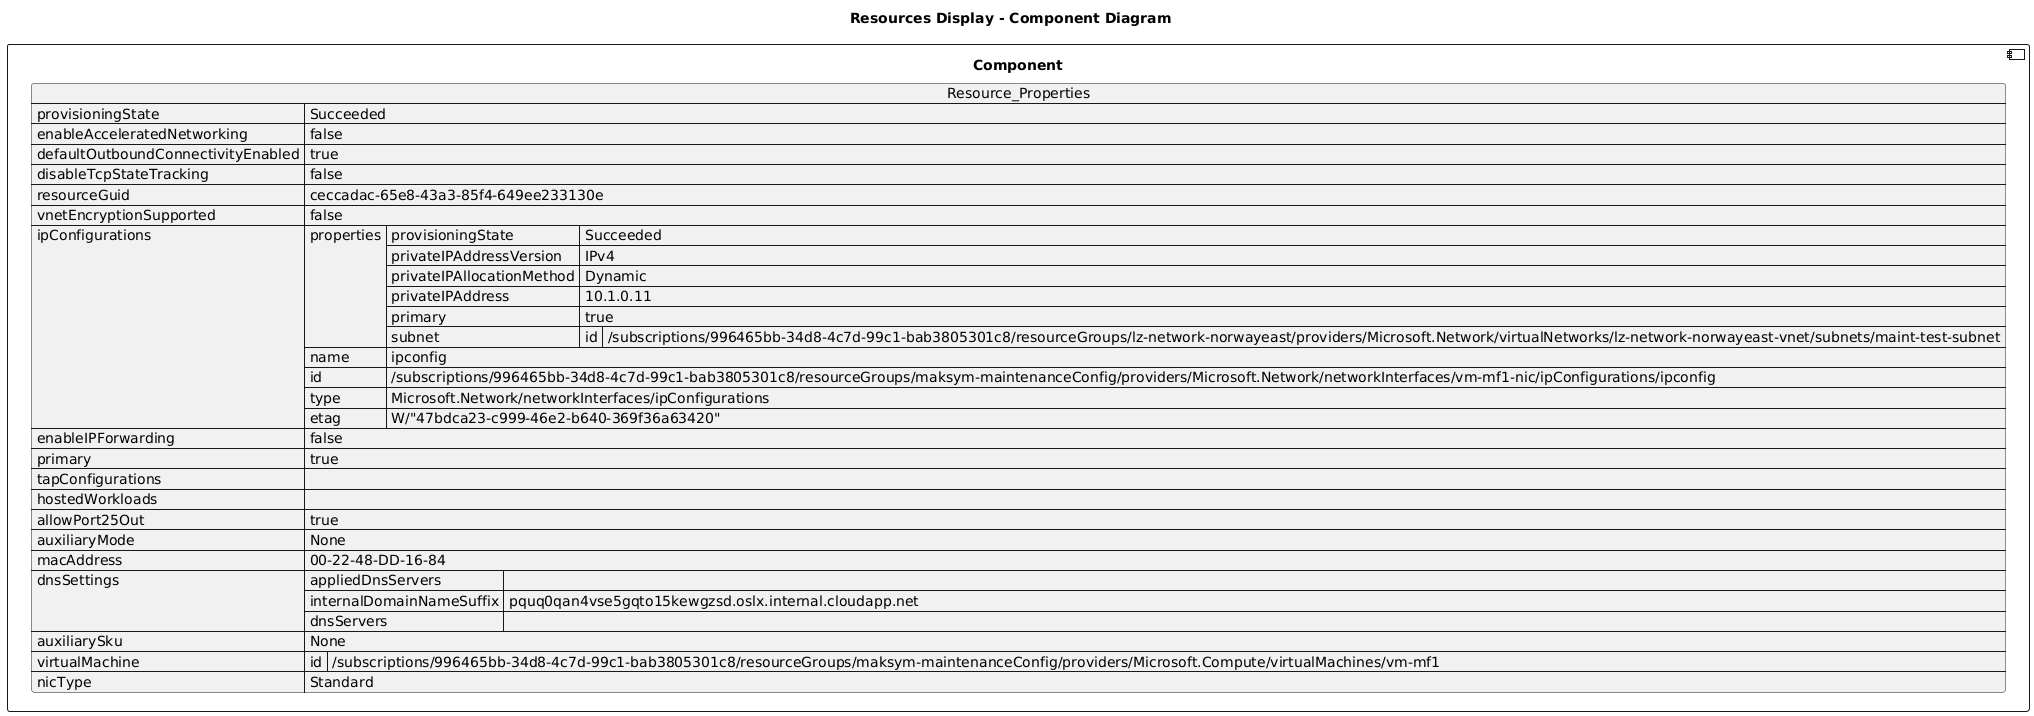 Resources Display - Component Diagram
Component
Resource_Properties
provisioningState Succeeded
enableAcceleratedNetworking false
defaultOutboundConnectivityEnabled true
disableTcpStateTracking false
resourceGuid ceccadac-65e8-43a3-85f4-649ee233130e
vnetEncryptionSupported false
ipConfigurations properties provisioningState Succeeded
privateIPAddressVersion IPv4
privateIPAllocationMethod Dynamic
privateIPAddress 10.1.0.11
primary true
subnet id /subscriptions/996465bb-34d8-4c7d-99c1-bab3805301c8/resourceGroups/lz-network-norwayeast/providers/Microsoft.Network/virtualNetworks/lz-network-norwayeast-vnet/subnets/maint-test-subnet
name ipconfig
id /subscriptions/996465bb-34d8-4c7d-99c1-bab3805301c8/resourceGroups/maksym-maintenanceConfig/providers/Microsoft.Network/networkInterfaces/vm-mf1-nic/ipConfigurations/ipconfig
type Microsoft.Network/networkInterfaces/ipConfigurations
etag W/"47bdca23-c999-46e2-b640-369f36a63420"
enableIPForwarding false
primary true
tapConfigurations
hostedWorkloads
allowPort25Out true
auxiliaryMode None
macAddress 00-22-48-DD-16-84
dnsSettings appliedDnsServers
internalDomainNameSuffix pquq0qan4vse5gqto15kewgzsd.oslx.internal.cloudapp.net
dnsServers
auxiliarySku None
virtualMachine id /subscriptions/996465bb-34d8-4c7d-99c1-bab3805301c8/resourceGroups/maksym-maintenanceConfig/providers/Microsoft.Compute/virtualMachines/vm-mf1
nicType Standard